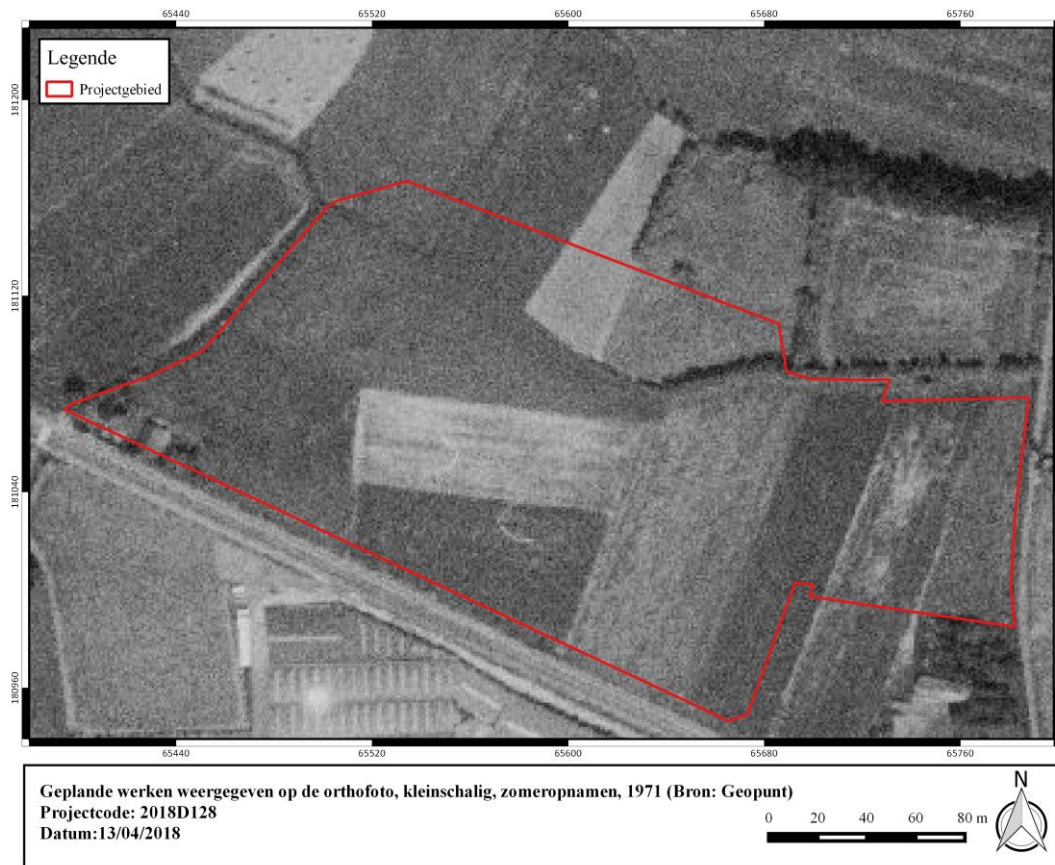 65440 65520 65600 65680 65760
Legende
Projectgebied
181200
181120
181040
180960
65440 65520 65600 65680 65760
Geplande werken weergegeven op de orthofoto, kleinschalig, zomeropnamen, 1971 (Bron: Geopunt)
Projectcode: 2018D128
Datum:13/04/2018
0 20 40 60 80 m
N